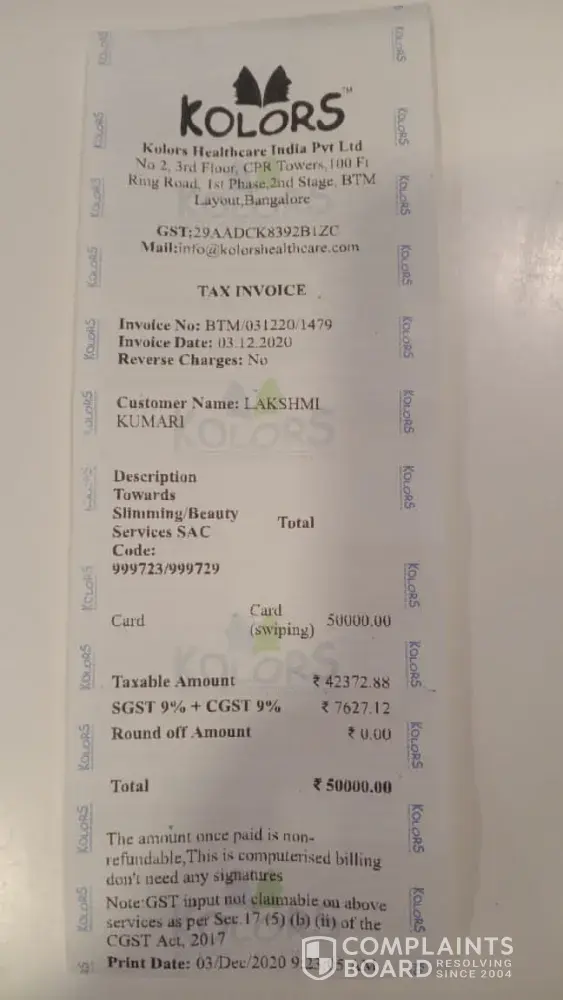 KOLORS™
Kolors Healthcare India Pvt Ltd
No 2, 3rd Floor, CPR Towers,100 Ft
Ring Road, 1st Phase,2nd Stage, BTM
Layout,Bangalore
GST:29AADCK8392B1ZC
Mail:info@kolorshealthcare.com
TAX INVOICE
Invoice No: BTM/031220/1479
Invoice Date: 03.12.2020
Reverse Charges: No
Customer Name: LAKSHMI
KUMARI
Description
Towards
Slimming/Beauty
Services SAC
Code:
999723/999729
Total
Card Card (swiping) 50000.00
Taxable Amount ₹ 42372.88
SGST 9% + CGST 9% ₹ 7627.12
Round off Amount ₹ 0.00
Total ₹ 50000.00
The amount once paid is non-
refundable,This is computerised billing
don't need any signatures
Note:GST input not claimable on above
services as per Sec.17 (5) (b) (ii) of the
CGST Act, 2017
Print Date: 03/Dec/2020
COMPLAINTS
BOARD RESOLVING
SINCE 2004